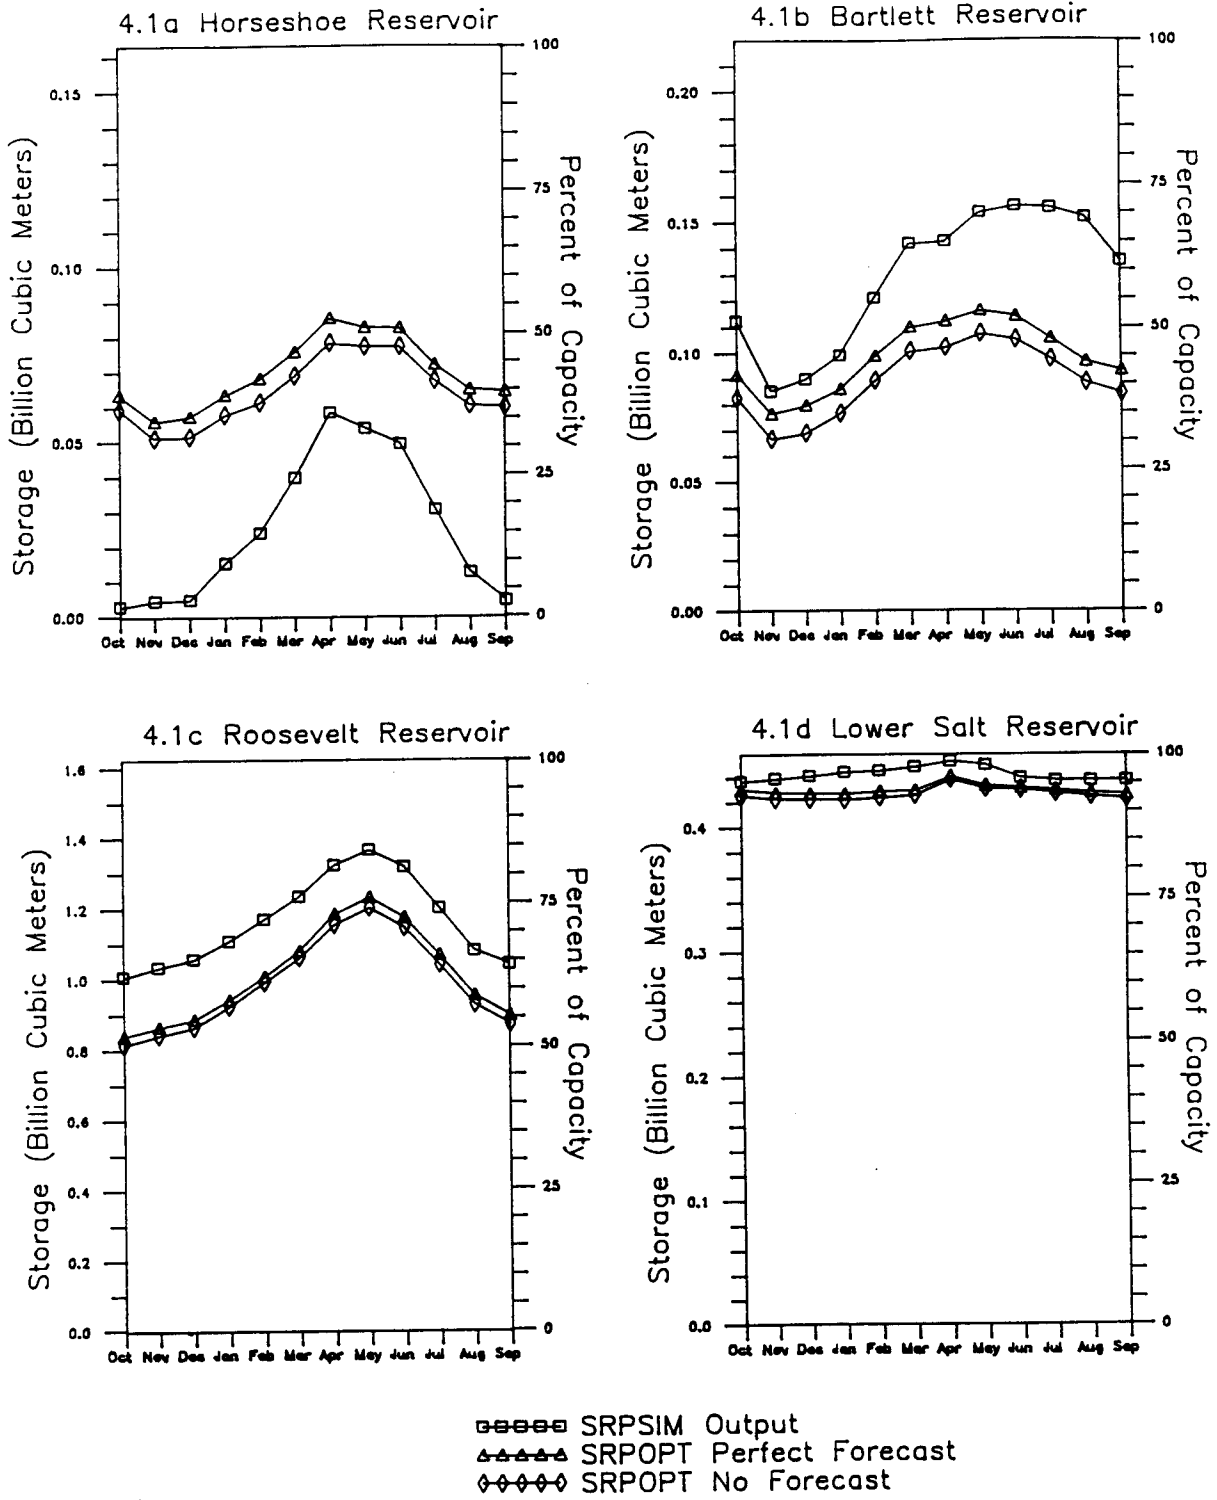 4.1a Horseshoe Reservoir
Storage (Billion Cubic Meters)
0.15
0.10
0.05
0.00
100
75
50
25
0
Percent of Capacity
Oct Nov Dec Jan Feb Mar Apr May Jun Jul Aug Sep
4.1b Bartlett Reservoir
Storage (Billion Cubic Meters)
0.20
0.15
0.10
0.05
0.00
100
75
50
25
0
Percent of Capacity
Oct Nov Dec Jan Feb Mar Apr May Jun Jul Aug Sep
4.1c Roosevelt Reservoir
Storage (Billion Cubic Meters)
1.6
1.4
1.2
1.0
0.8
0.6
0.4
0.2
0.0
100
75
50
25
0
Percent of Capacity
Oct Nov Dec Jan Feb Mar Apr May Jun Jul Aug Sep
4.1d Lower Salt Reservoir
Storage (Billion Cubic Meters)
0.4
0.3
0.2
0.1
0.0
100
75
50
25
0
Percent of Capacity
Oct Nov Dec Jan Feb Mar Apr May Jun Jul Aug Sep
SRPSIM Output
SRPOPT Perfect Forecast
SRPOPT No Forecast